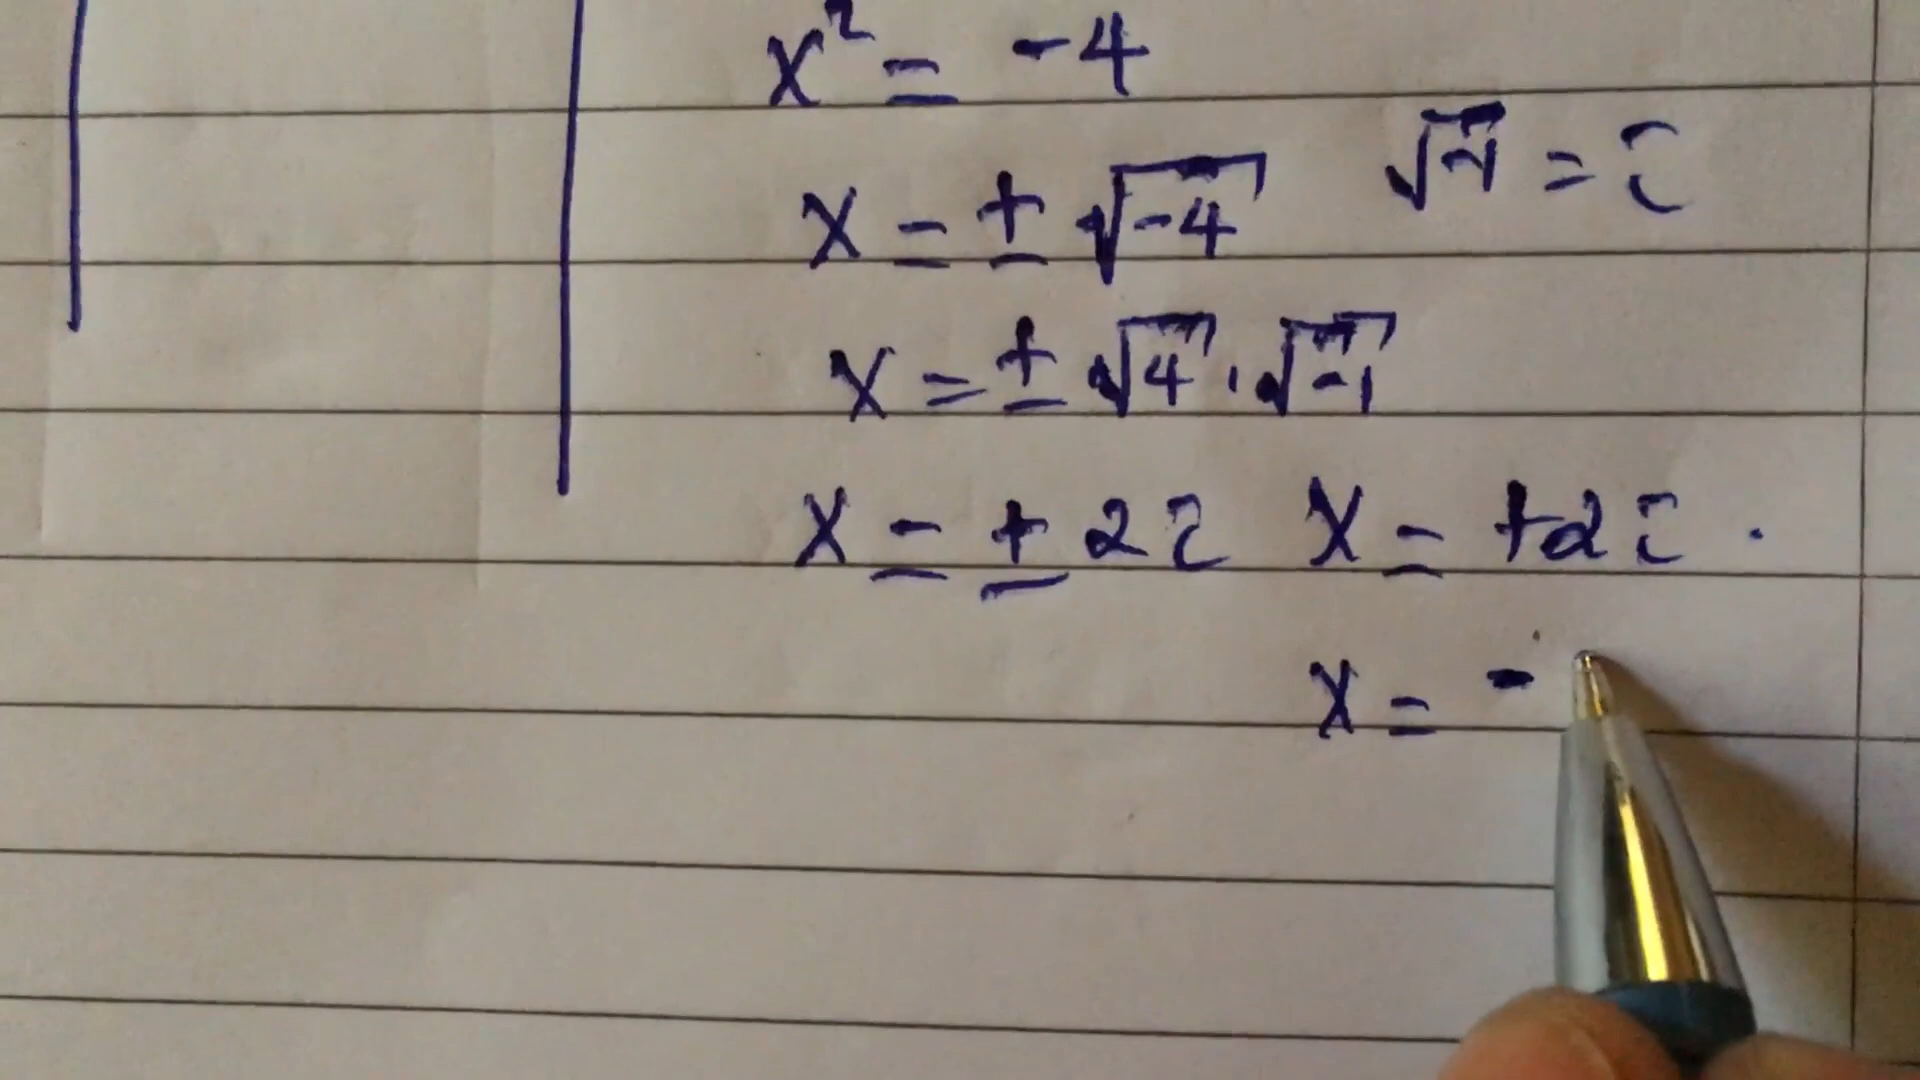 x² = -4
√-1 = i
x = ± √-4
x = ± √4 . √-1
x = ± 2i x = +2i .
x = -